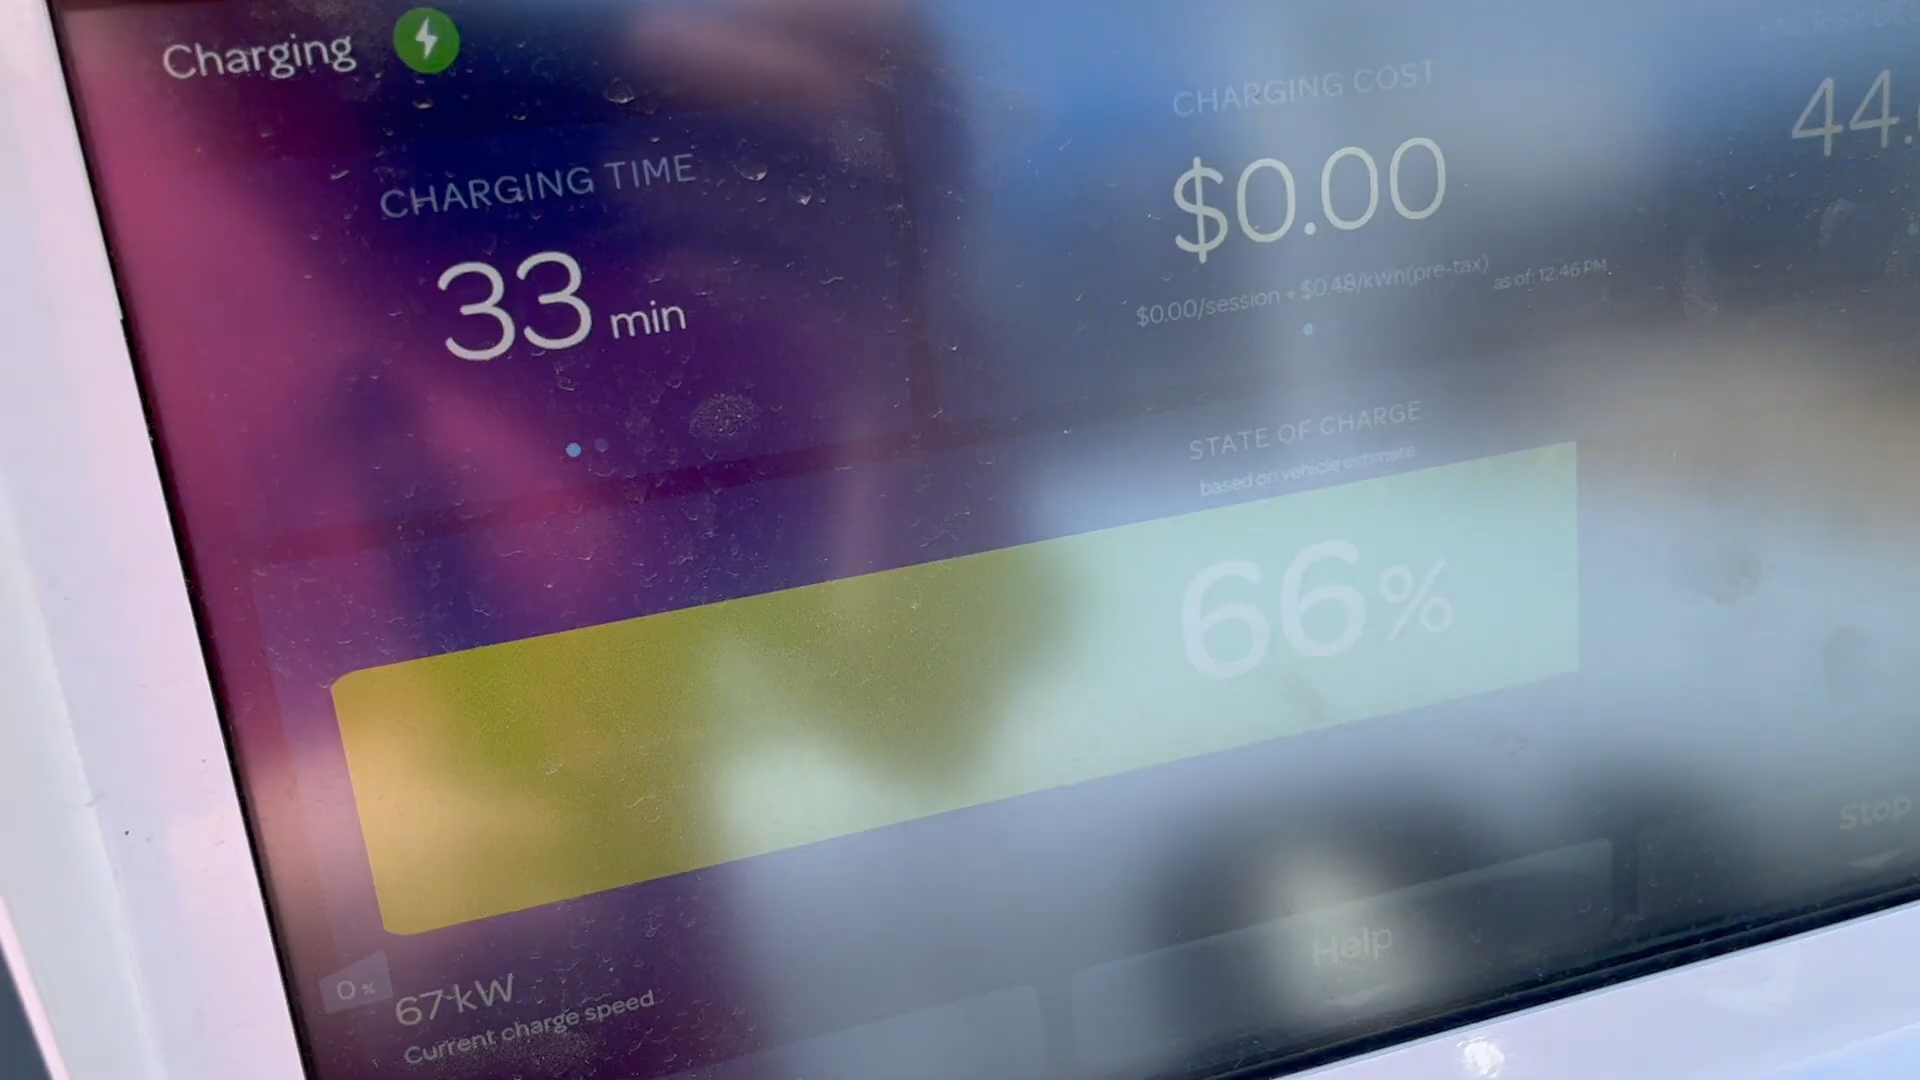 Charging
CHARGING TIME
33 min
CHARGING COST
$0.00
$0.00/session + $0.48/kWh(pre-tax)
as of: 12:46 PM
44.
STATE OF CHARGE
based on vehicle estimate
66%
0%
67 kW
Current charge speed
Help
Stop